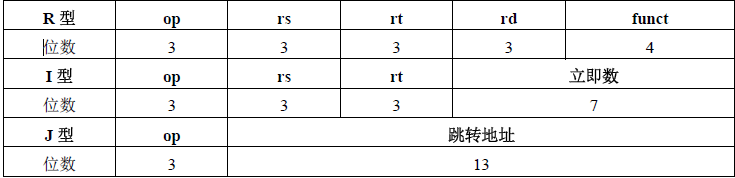 R 型 op rs rt rd funct
位数 3 3 3 3 4
I 型 op rs rt 立即数
位数 3 3 3 7
J 型 op 跳转地址
位数 3 13